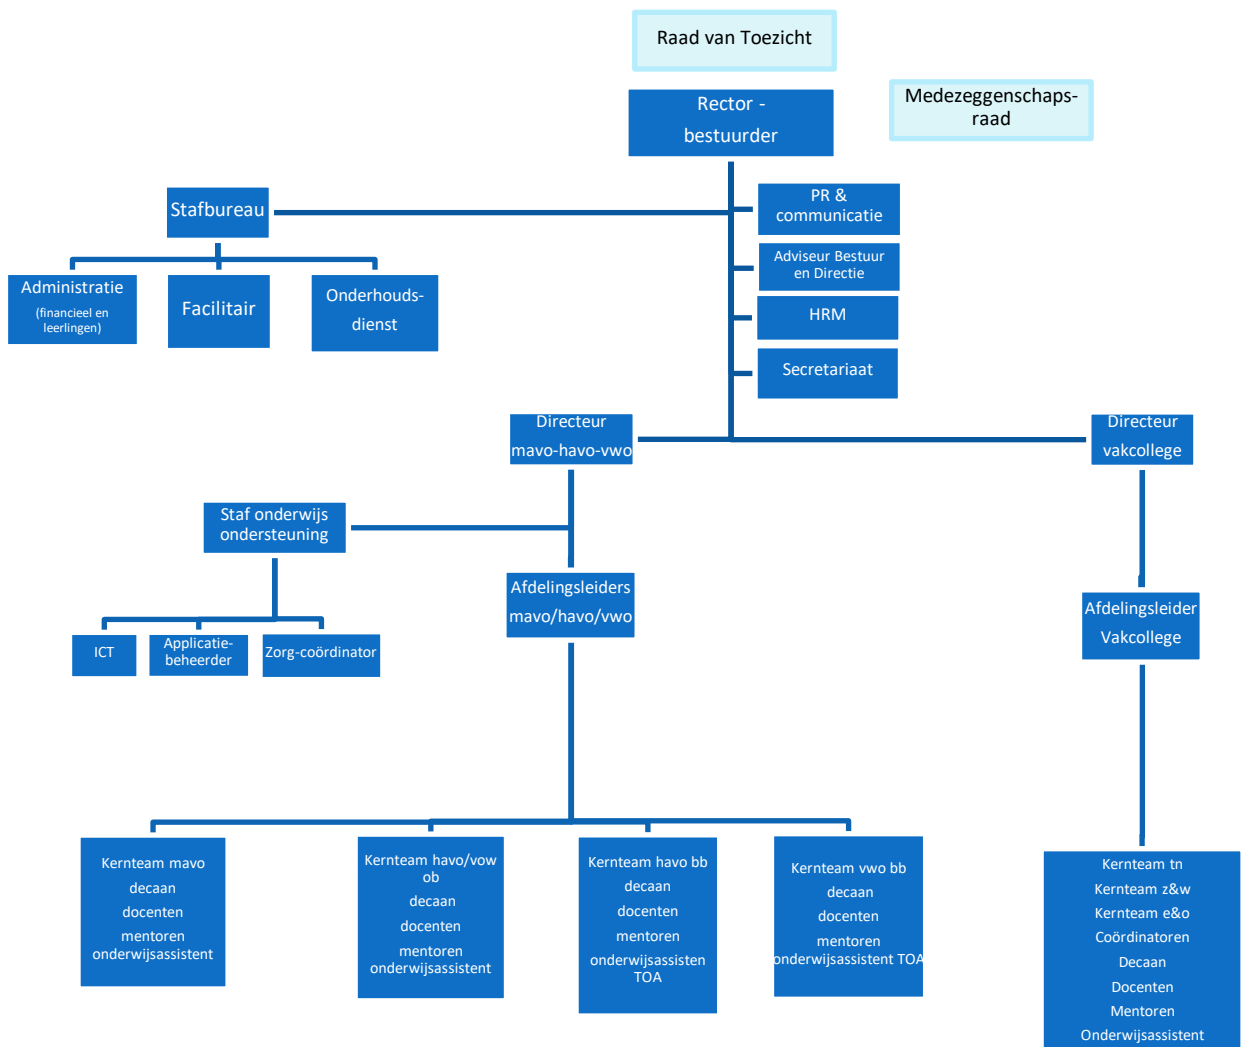 Raad van Toezicht
Medezeggenschaps-
raad
Rector -
bestuurder
Stafbureau
PR &
communicatie
Adviseur Bestuur
en Directie
HRM
Secretariaat
Administratie
(financieel en
leerlingen)
Facilitair
Onderhouds-
dienst
Directeur
mavo-havo-vwo
Directeur
vakcollege
Staf onderwijs
ondersteuning
Afdelingsleiders
mavo/havo/vwo
Afdelingsleider
Vakcollege
ICT
Applicatie-
beheerder
Zorg-coördinator
Kernteam mavo
decaan
docenten
mentoren
onderwijsassistent
Kernteam havo/vow
ob
decaan
docenten
mentoren
onderwijsassistent
Kernteam havo bb
decaan
docenten
mentoren
onderwijsassisten
TOA
Kernteam vwo bb
decaan
docenten
mentoren
onderwijsassistent TOA
Kernteam tn
Kernteam z&w
Kernteam e&o
Coördinatoren
Decaan
Docenten
Mentoren
Onderwijsassistent